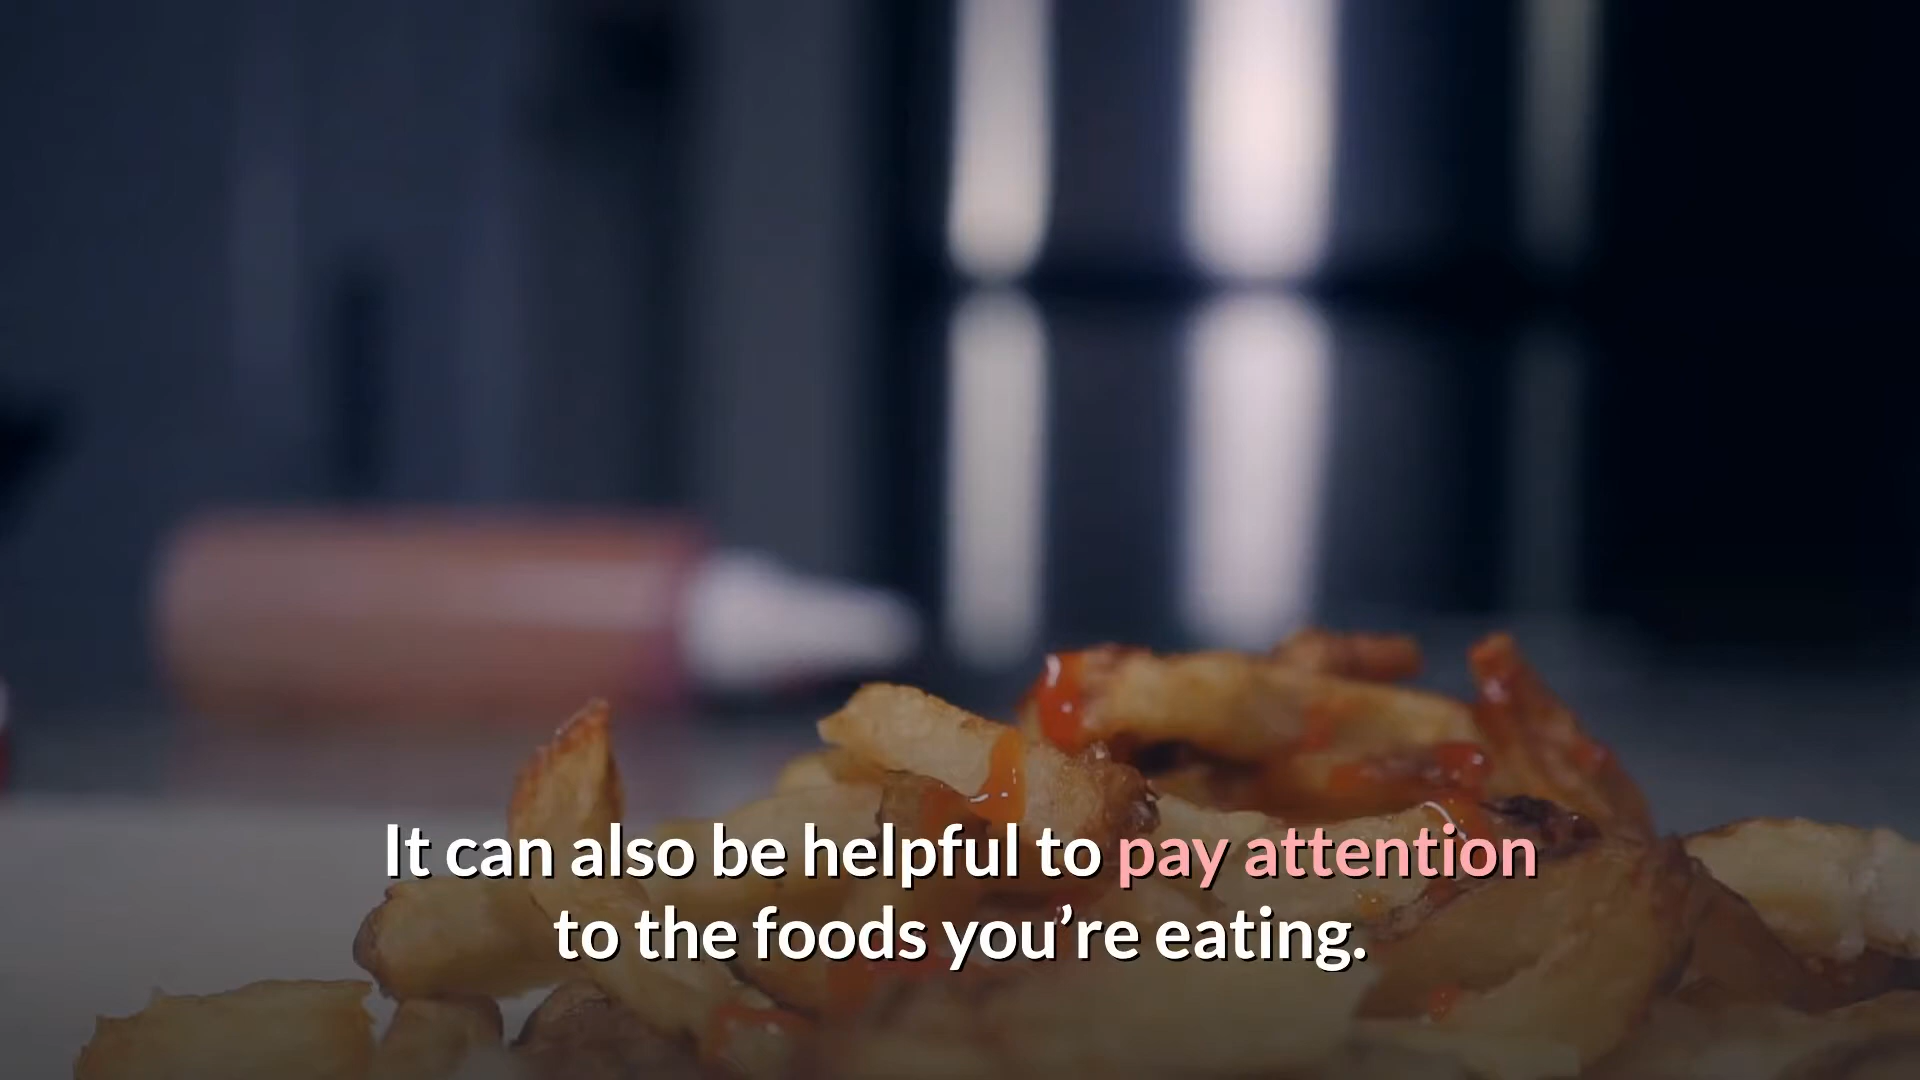 It can also be helpful to pay attention
to the foods you’re eating.